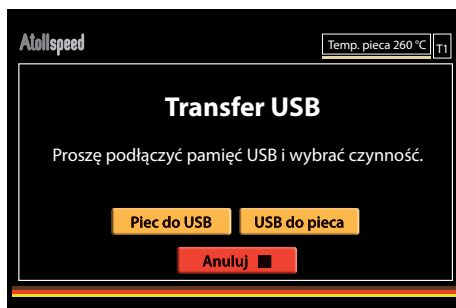 Atollspeed
Temp. pieca 260 °C T1
Transfer USB
Proszę podłączyć pamięć USB i wybrać czynność.
Piec do USB USB do pieca
Anuluj